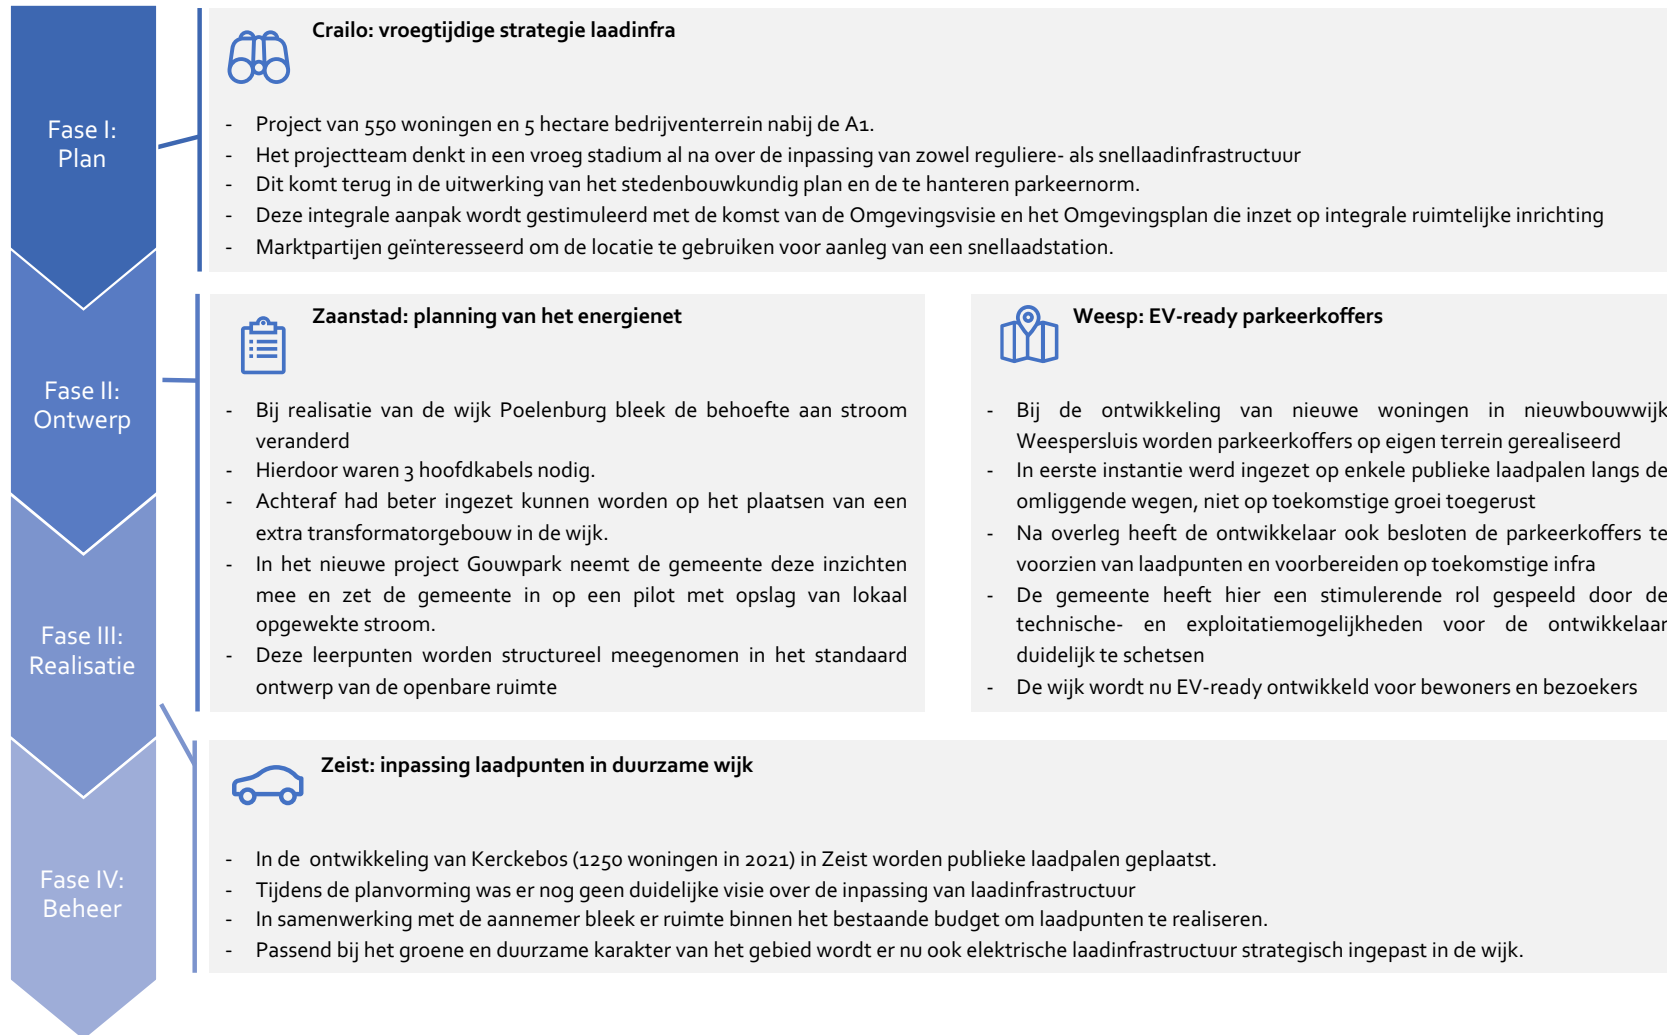 Fase I:
Plan
Crailo: vroegtijdige strategie laadinfra
- Project van 550 woningen en 5 hectare bedrijventerrein nabij de A1.
- Het projectteam denkt in een vroeg stadium al na over de inpassing van zowel reguliere- als snellaadinfrastructuur
- Dit komt terug in de uitwerking van het stedenbouwkundig plan en de te hanteren parkeernorm.
- Deze integrale aanpak wordt gestimuleerd met de komst van de Omgevingsvisie en het Omgevingsplan die inzet op integrale ruimtelijke inrichting
- Marktpartijen geïnteresseerd om de locatie te gebruiken voor aanleg van een snellaadstation.
Fase II:
Ontwerp
Zaanstad: planning van het energienet
- Bij realisatie van de wijk Poelenburg bleek de behoefte aan stroom
veranderd
- Hierdoor waren 3 hoofdkabels nodig.
- Achteraf had beter ingezet kunnen worden op het plaatsen van een
extra transformatorgebouw in de wijk.
- In het nieuwe project Gouwpark neemt de gemeente deze inzichten
mee en zet de gemeente in op een pilot met opslag van lokaal
opgewekte stroom.
- Deze leerpunten worden structureel meegenomen in het standaard
ontwerp van de openbare ruimte
Weesp: EV-ready parkeerkoffers
- Bij de ontwikkeling van nieuwe woningen in nieuwbouwwijk
Weespersluis worden parkeerkoffers op eigen terrein gerealiseerd
- In eerste instantie werd ingezet op enkele publieke laadpalen langs de
omliggende wegen, niet op toekomstige groei toegerust
- Na overleg heeft de ontwikkelaar ook besloten de parkeerkoffers te
voorzien van laadpunten en voorbereiden op toekomstige infra
- De gemeente heeft hier een stimulerende rol gespeeld door de
technische- en exploitatiemogelijkheden voor de ontwikkelaar
duidelijk te schetsen
- De wijk wordt nu EV-ready ontwikkeld voor bewoners en bezoekers
Fase III:
Realisatie
Zeist: inpassing laadpunten in duurzame wijk
- In de ontwikkeling van Kerckebos (1250 woningen in 2021) in Zeist worden publieke laadpalen geplaatst.
- Tijdens de planvorming was er nog geen duidelijke visie over de inpassing van laadinfrastructuur
- In samenwerking met de aannemer bleek er ruimte binnen het bestaande budget om laadpunten te realiseren.
- Passend bij het groene en duurzame karakter van het gebied wordt er nu ook elektrische laadinfrastructuur strategisch ingepast in de wijk.
Fase IV:
Beheer